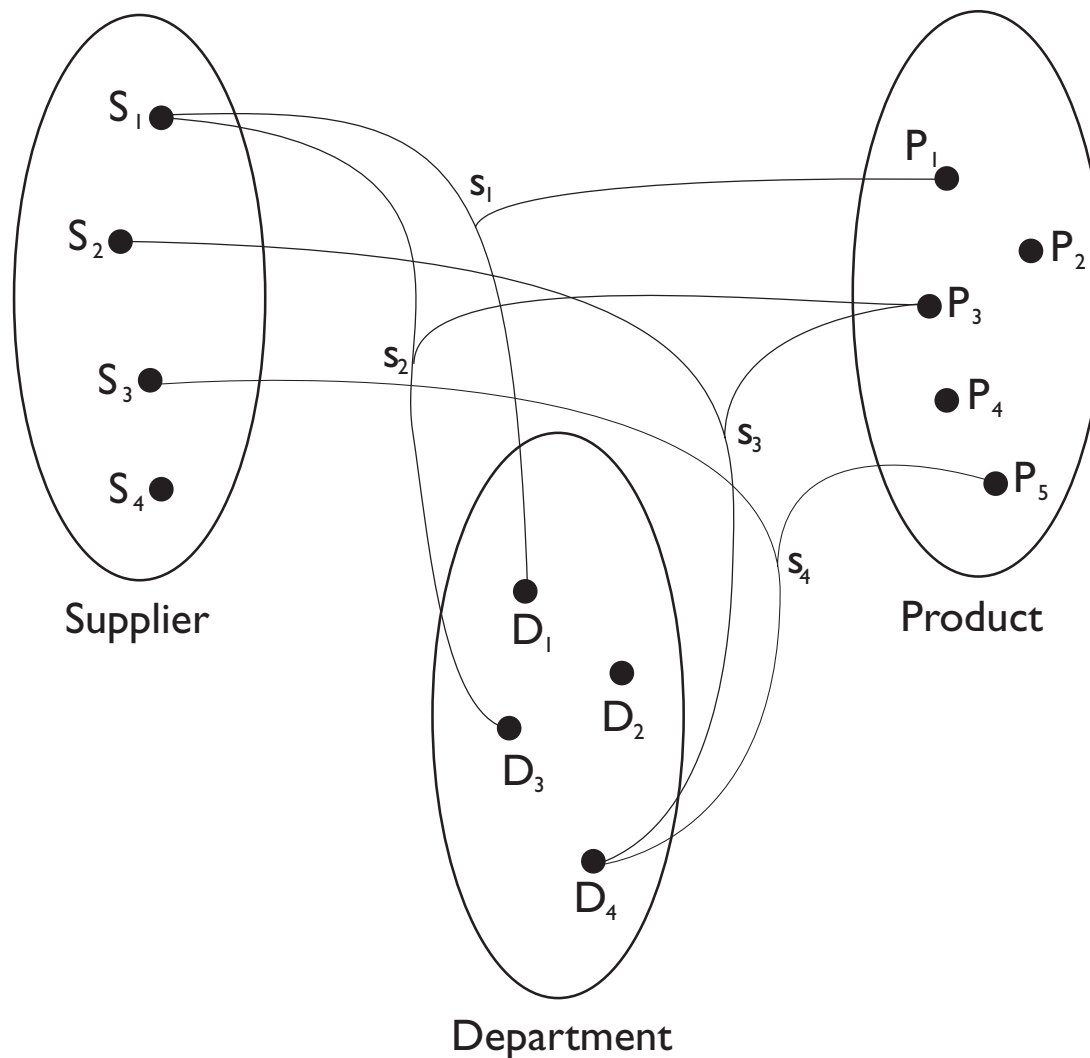 S₁
P₁
s₁
S₂
P₂
P₃
s₂
S₃
P₄
s₃
P₅
S₄
s₄
Supplier
Product
D₁
D₂
D₃
D₄
Department